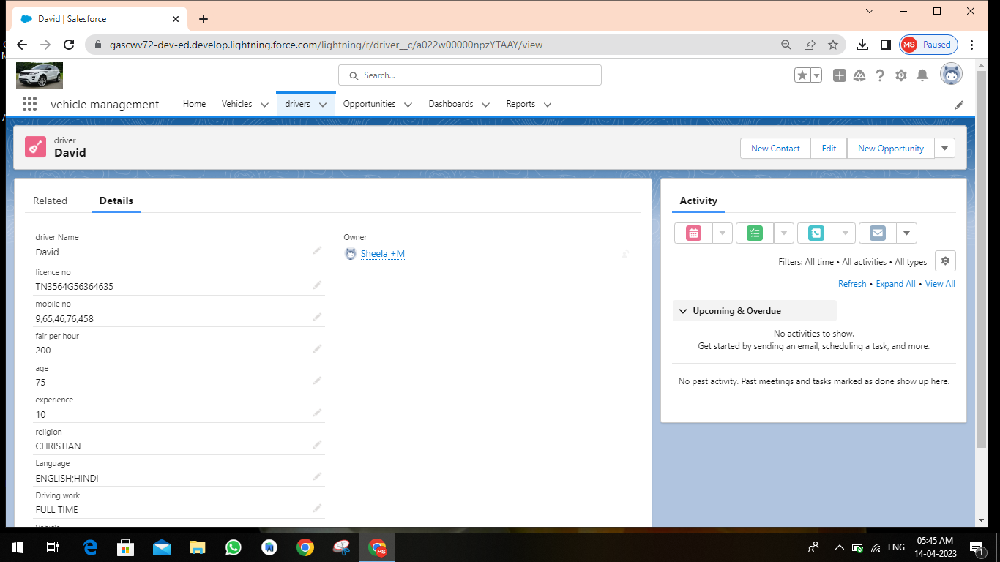 David | Salesforce
gascwv72-dev-ed.develop.lightning.force.com/lightning/r/driver__c/a022w00000npzYTAAY/view
MS Paused
Search...
vehicle management Home Vehicles drivers Opportunities Dashboards Reports
driver
David
New Contact Edit New Opportunity
Related Details
driver Name
David
licence no
TN3564G56364635
mobile no
9,65,46,76,458
fair per hour
200
age
75
experience
10
religion
CHRISTIAN
Language
ENGLISH;HINDI
Driving work
FULL TIME
Owner
Sheela +M
Activity
Filters: All time • All activities • All types
Refresh • Expand All • View All
Upcoming & Overdue
No activities to show.
Get started by sending an email, scheduling a task, and more.
No past activity. Past meetings and tasks marked as done show up here.
MS
ENG
05:45 AM
14-04-2023
1